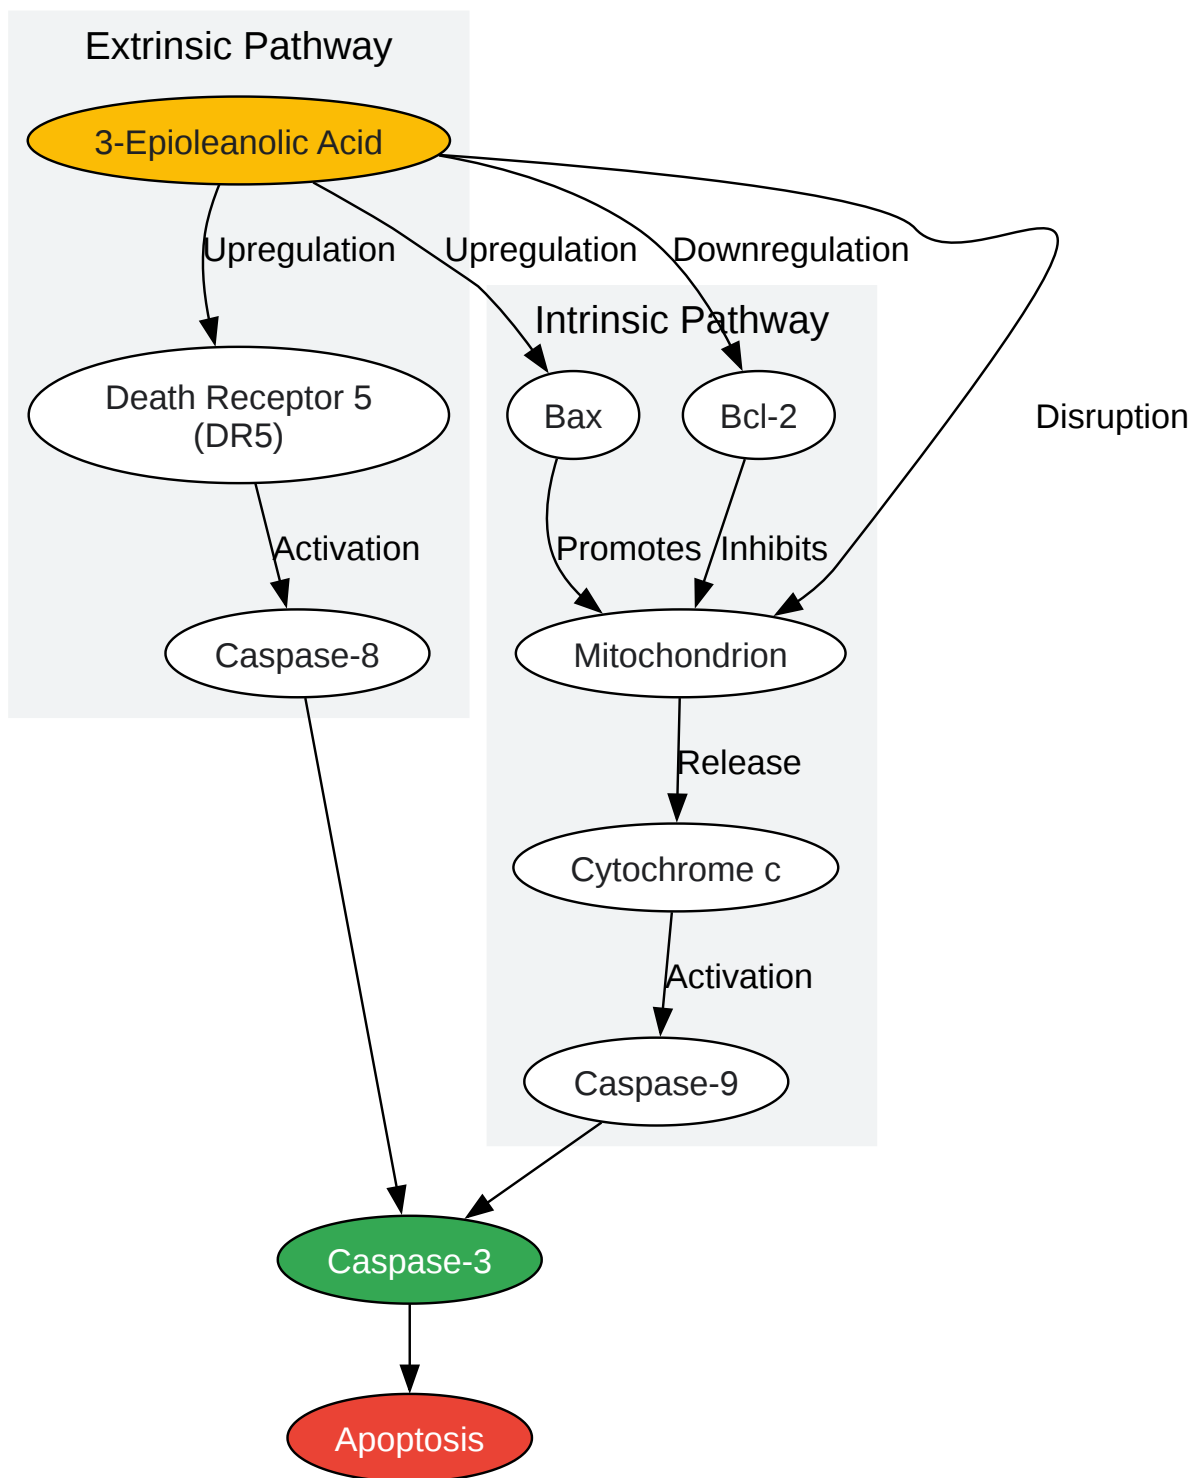 Extrinsic Pathway
3-Epioleanolic Acid
Upregulation
Upregulation
Downregulation
Intrinsic Pathway
Death Receptor 5
(DR5)
Bax
Bcl-2
Disruption
Activation
Promotes
Inhibits
Caspase-8
Mitochondrion
Release
Cytochrome c
Activation
Caspase-9
Caspase-3
Apoptosis